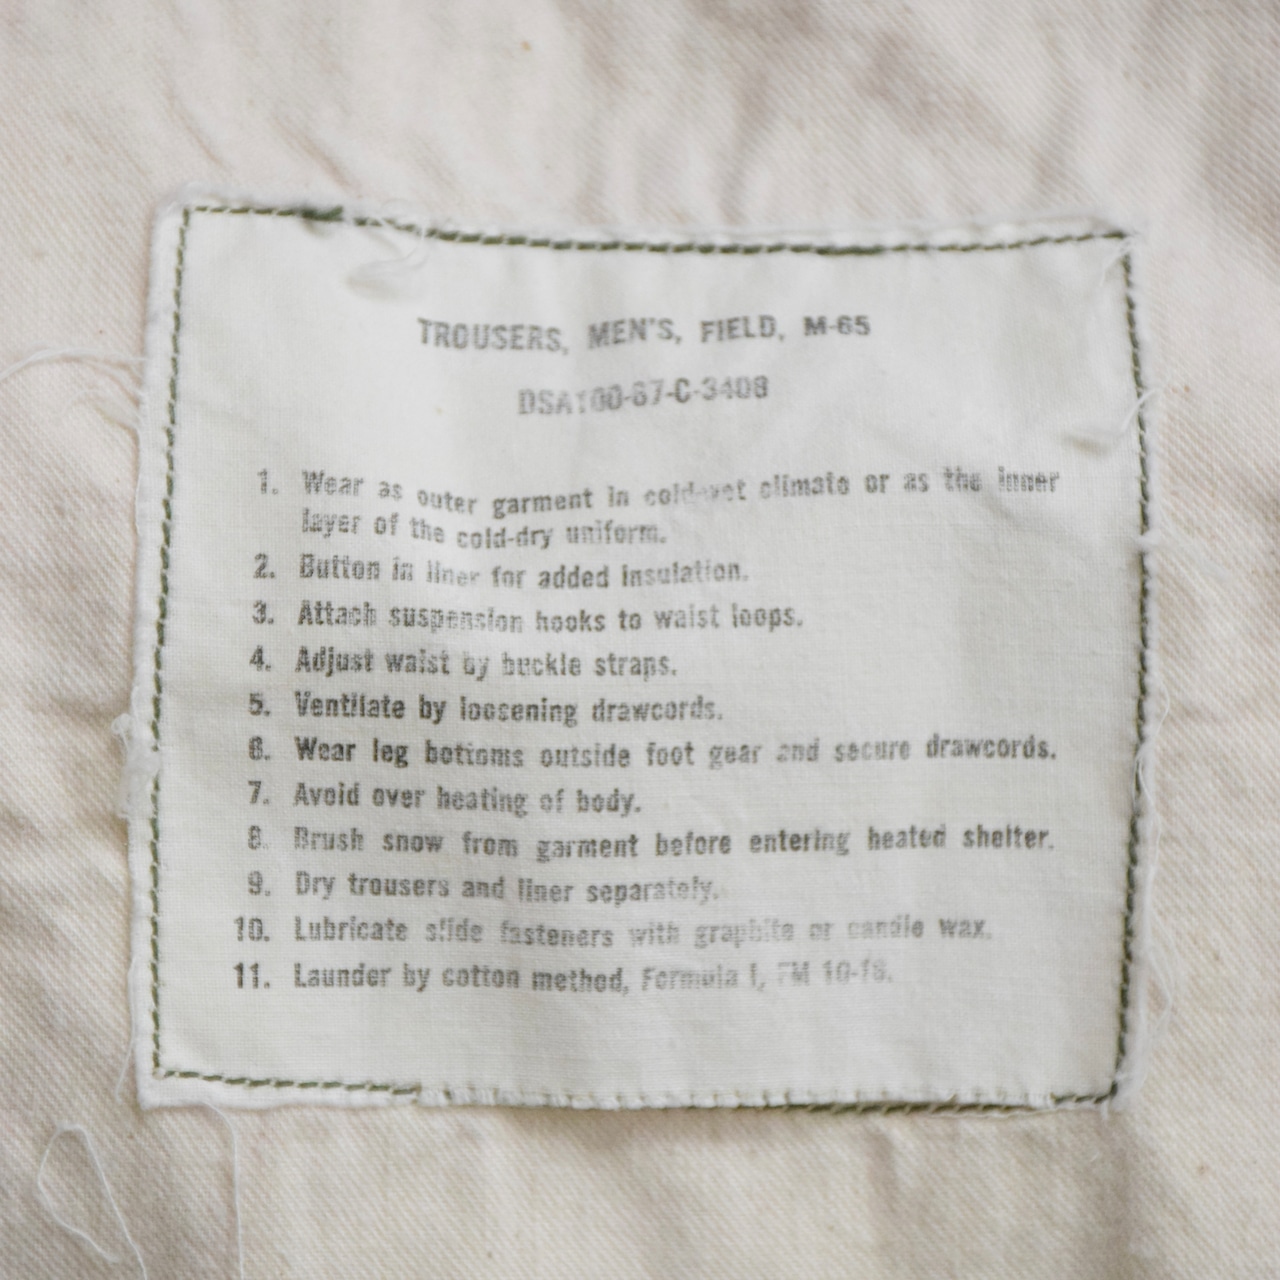 TROUSERS, MEN'S, FIELD, M-65
DSA100-67-C-3408
1. Wear as outer garment in cold-wet climate or as the inner
layer of the cold-dry uniform.
2. Button in liner for added insulation.
3. Attach suspension hooks to waist loops.
4. Adjust waist by buckle straps.
5. Ventilate by loosening drawcords.
6. Wear leg bottoms outside foot gear and secure drawcords.
7. Avoid over heating of body.
8. Brush snow from garment before entering heated shelter.
9. Dry trousers and liner separately.
10. Lubricate slide fasteners with graphite or candle wax.
11. Launder by cotton method, Formula I, FM 10-16.